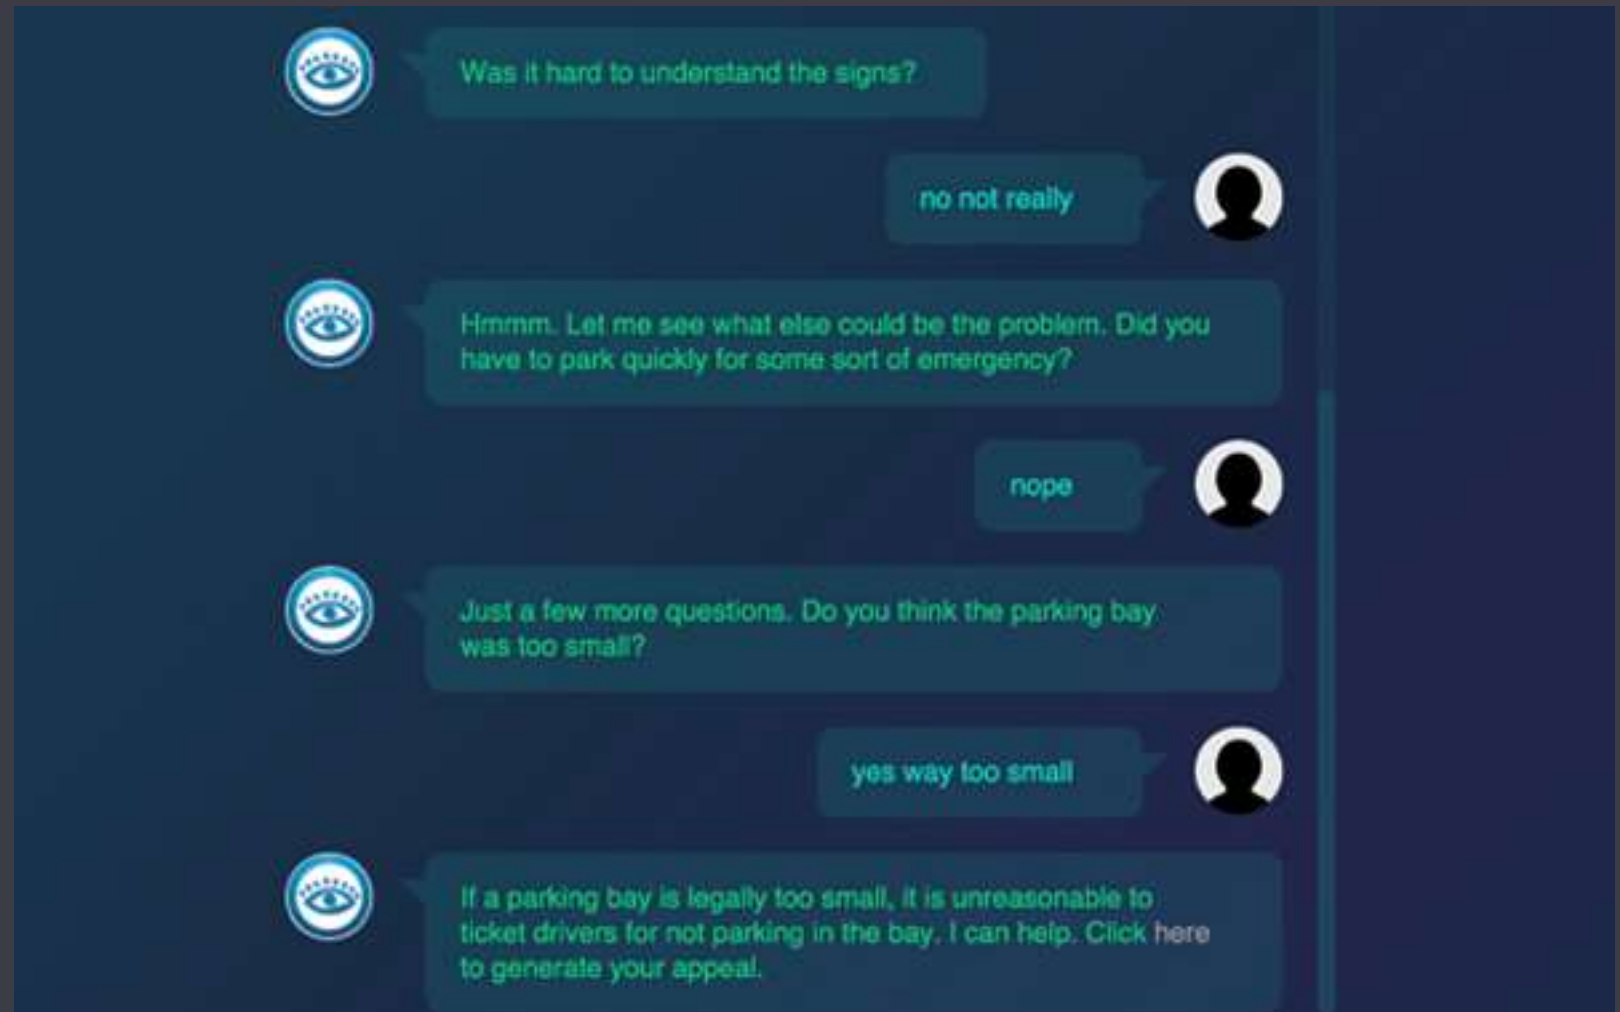 Was it hard to understand the signs?
no not really
Hmmm. Let me see what else could be the problem. Did you
have to park quickly for some sort of emergency?
nope
Just a few more questions. Do you think the parking bay
was too small?
yes way too small
If a parking bay is legally too small, it is unreasonable to
ticket drivers for not parking in the bay. I can help. Click here
to generate your appeal.